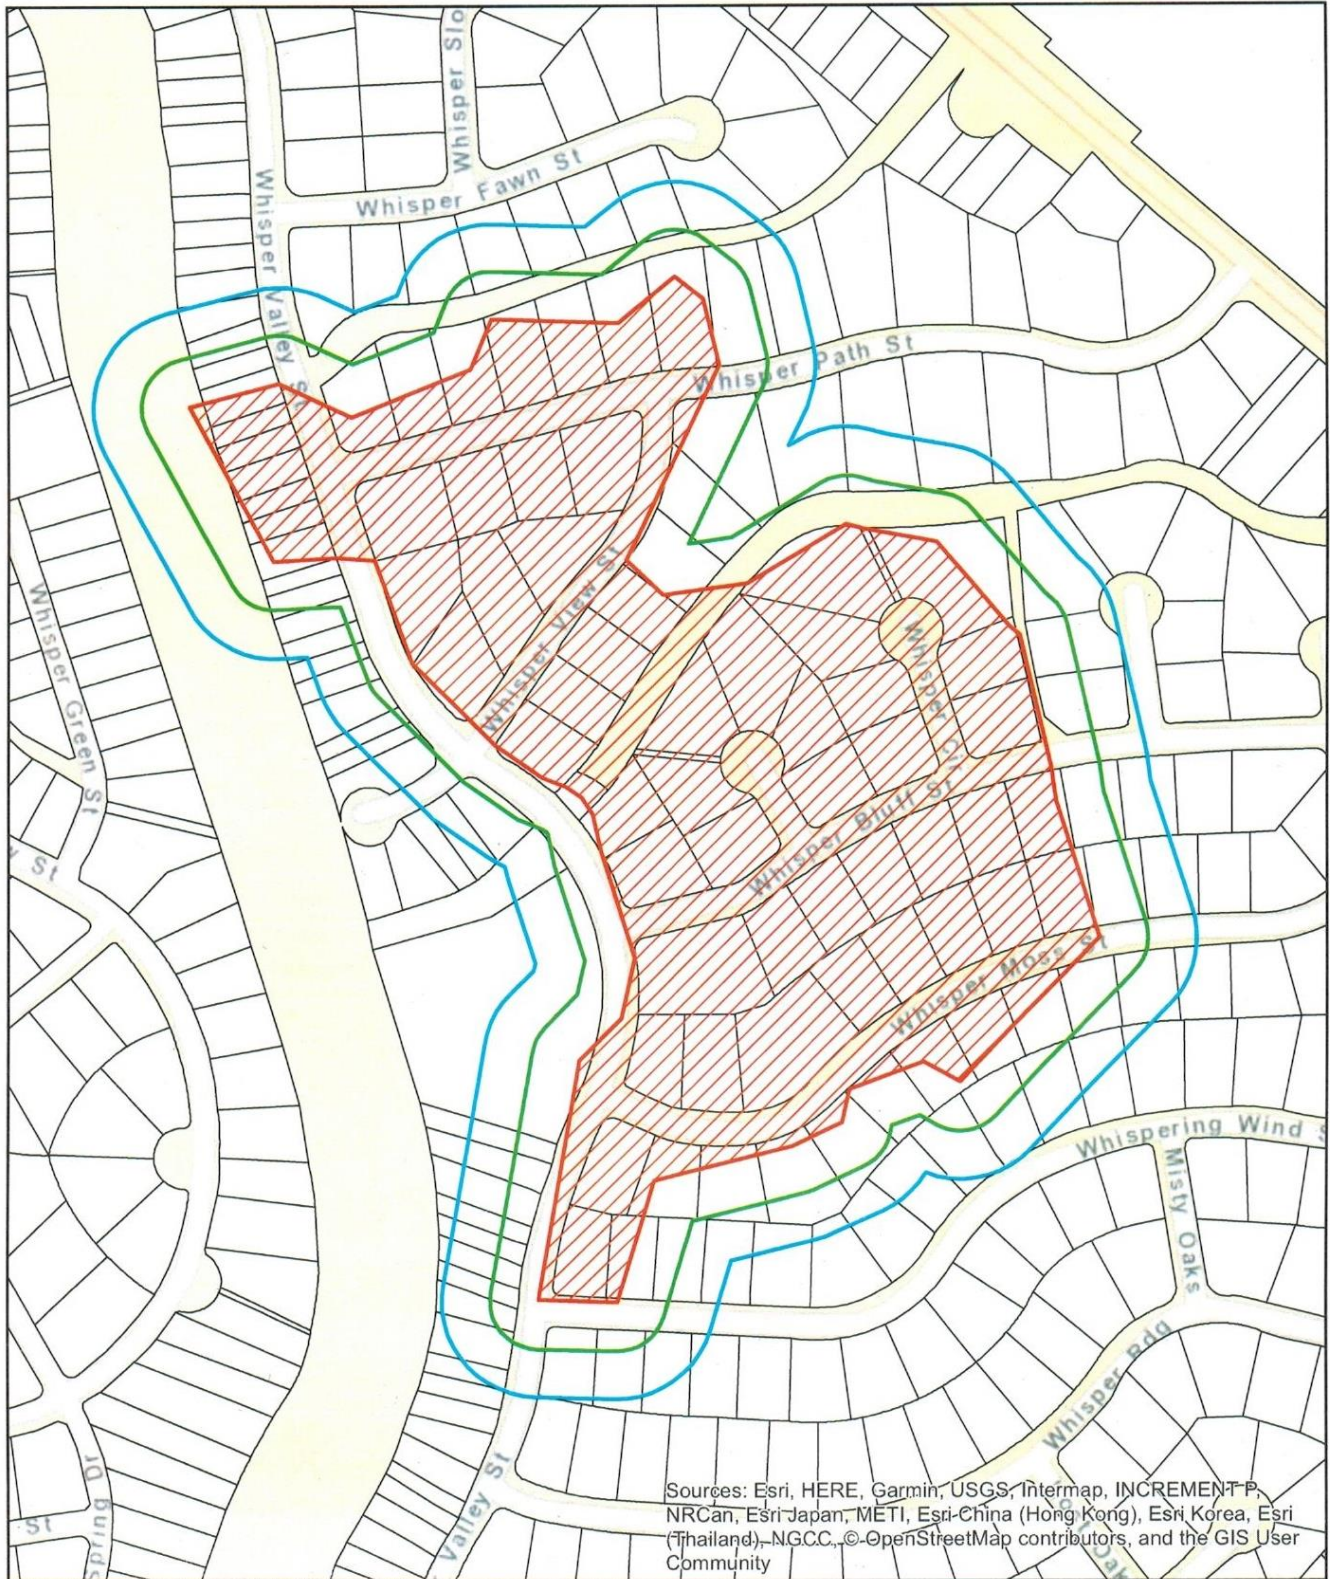 Whisper Slo
Whisper Fawn St
Whisper Valley St
Whisper Path St
Whisper View St
Whisper Green St
Whisper Cir
Whisper Bluff St
St
Whisper Moss St
Whispering Wind S
Misty Oaks
Whisper Rdg
Valley St
Spring Dr
St
Oak
Sources: Esri, HERE, Garmin, USGS, Intermap, INCREMENT P,
NRCan, Esri Japan, METI, Esri China (Hong Kong), Esri Korea, Esri
(Thailand), NGCC, © OpenStreetMap contributors, and the GIS User
Community